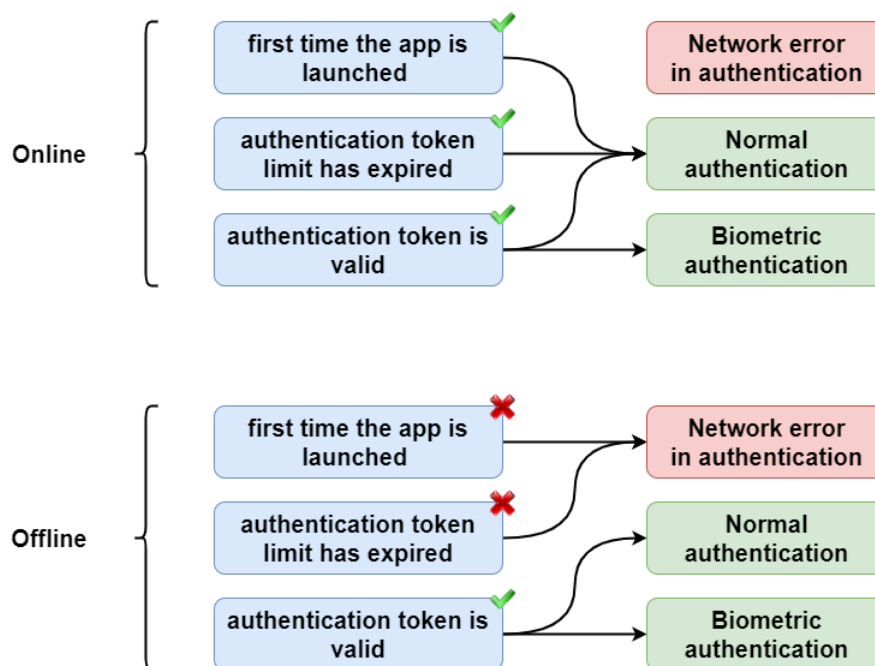 first time the app is
launched
Network error
in authentication
Online
authentication token
limit has expired
Normal
authentication
authentication token is
valid
Biometric
authentication
first time the app is
launched
Network error
in authentication
Offline
authentication token
limit has expired
Normal
authentication
authentication token is
valid
Biometric
authentication